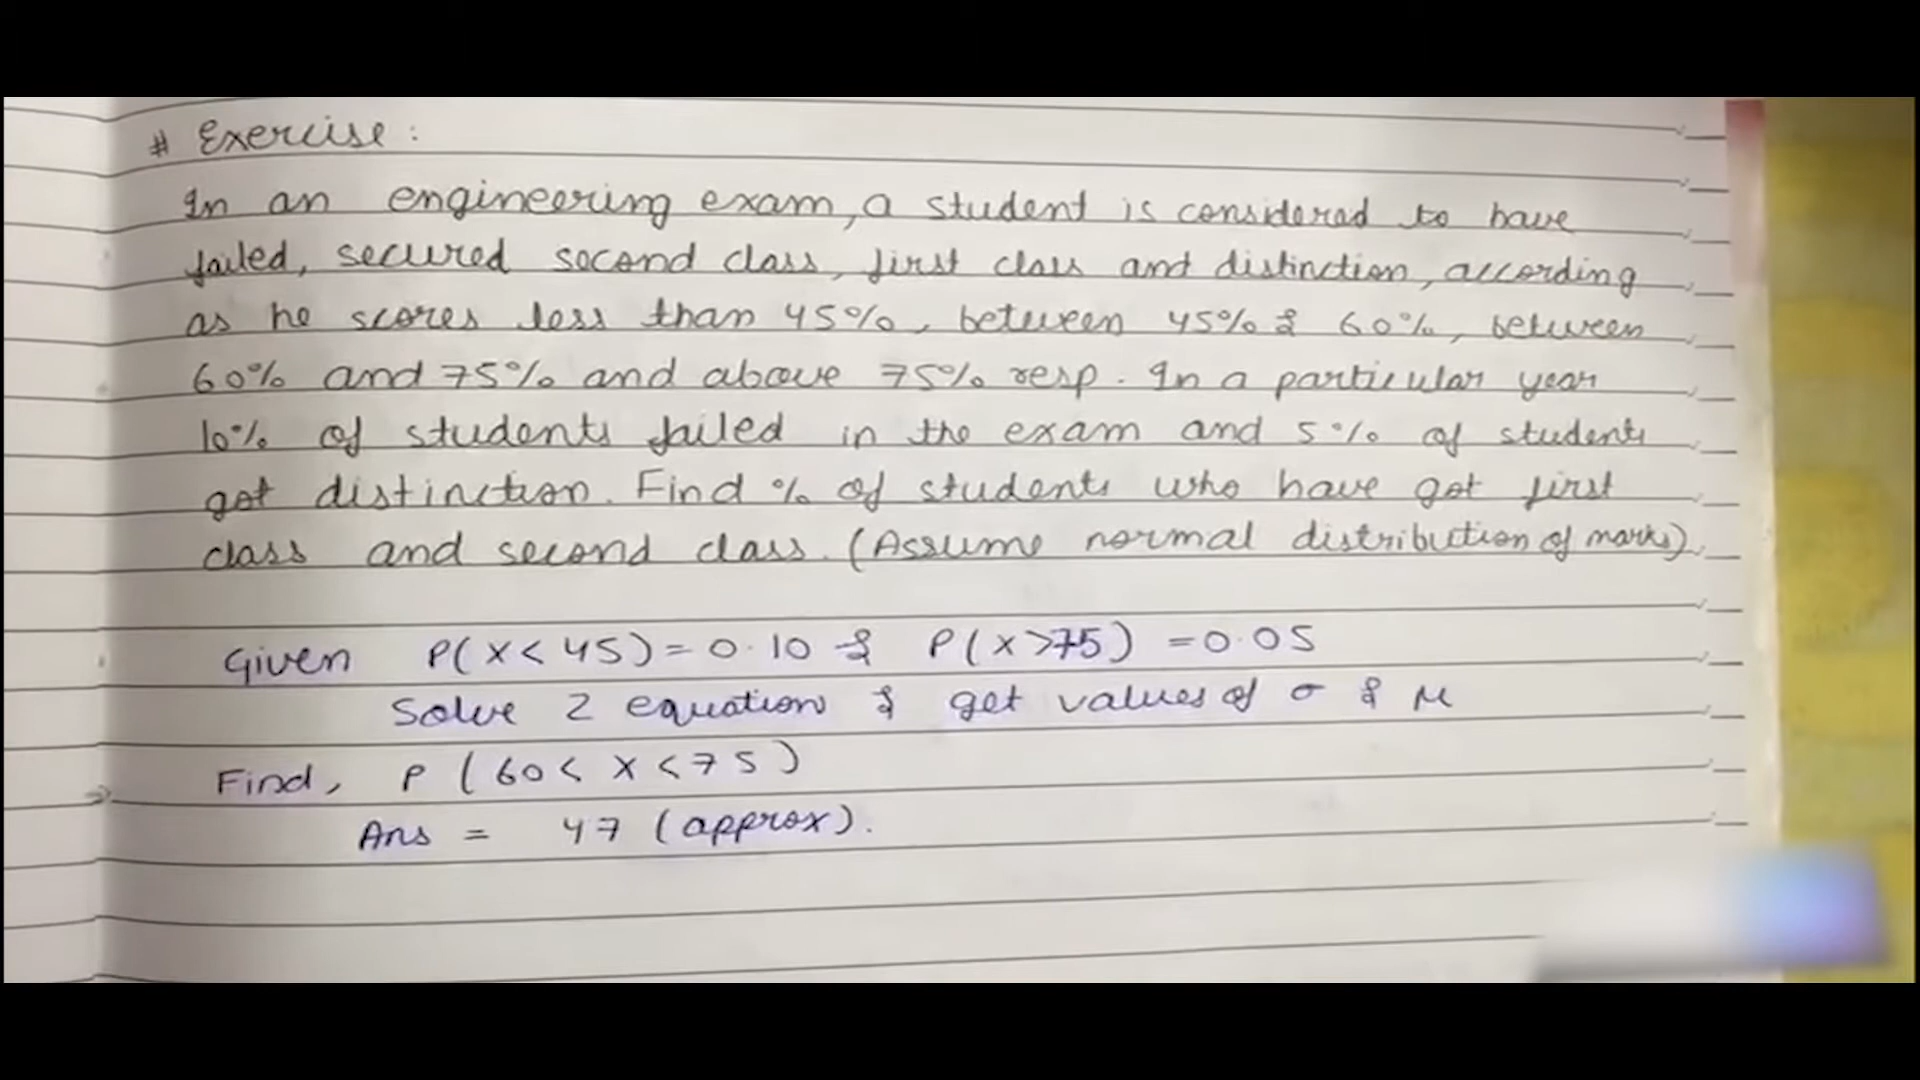 # Exercise:
In an engineering exam, a student is considered to have
failed, secured second class, first class and distinction, according
as he scores less than 45%, between 45% & 60%, between
60% and 75% and above 75% resp. In a particular year
10% of students failed in the exam and 5% of students
got distinction. Find % of students who have got first
class and second class. (Assume normal distribution of marks)
Given P(X < 45) = 0.10 & P(X > 75) = 0.05
Solve 2 equation & get values of σ & μ
Find, P (60 < X < 75)
Ans = 47 (approx).